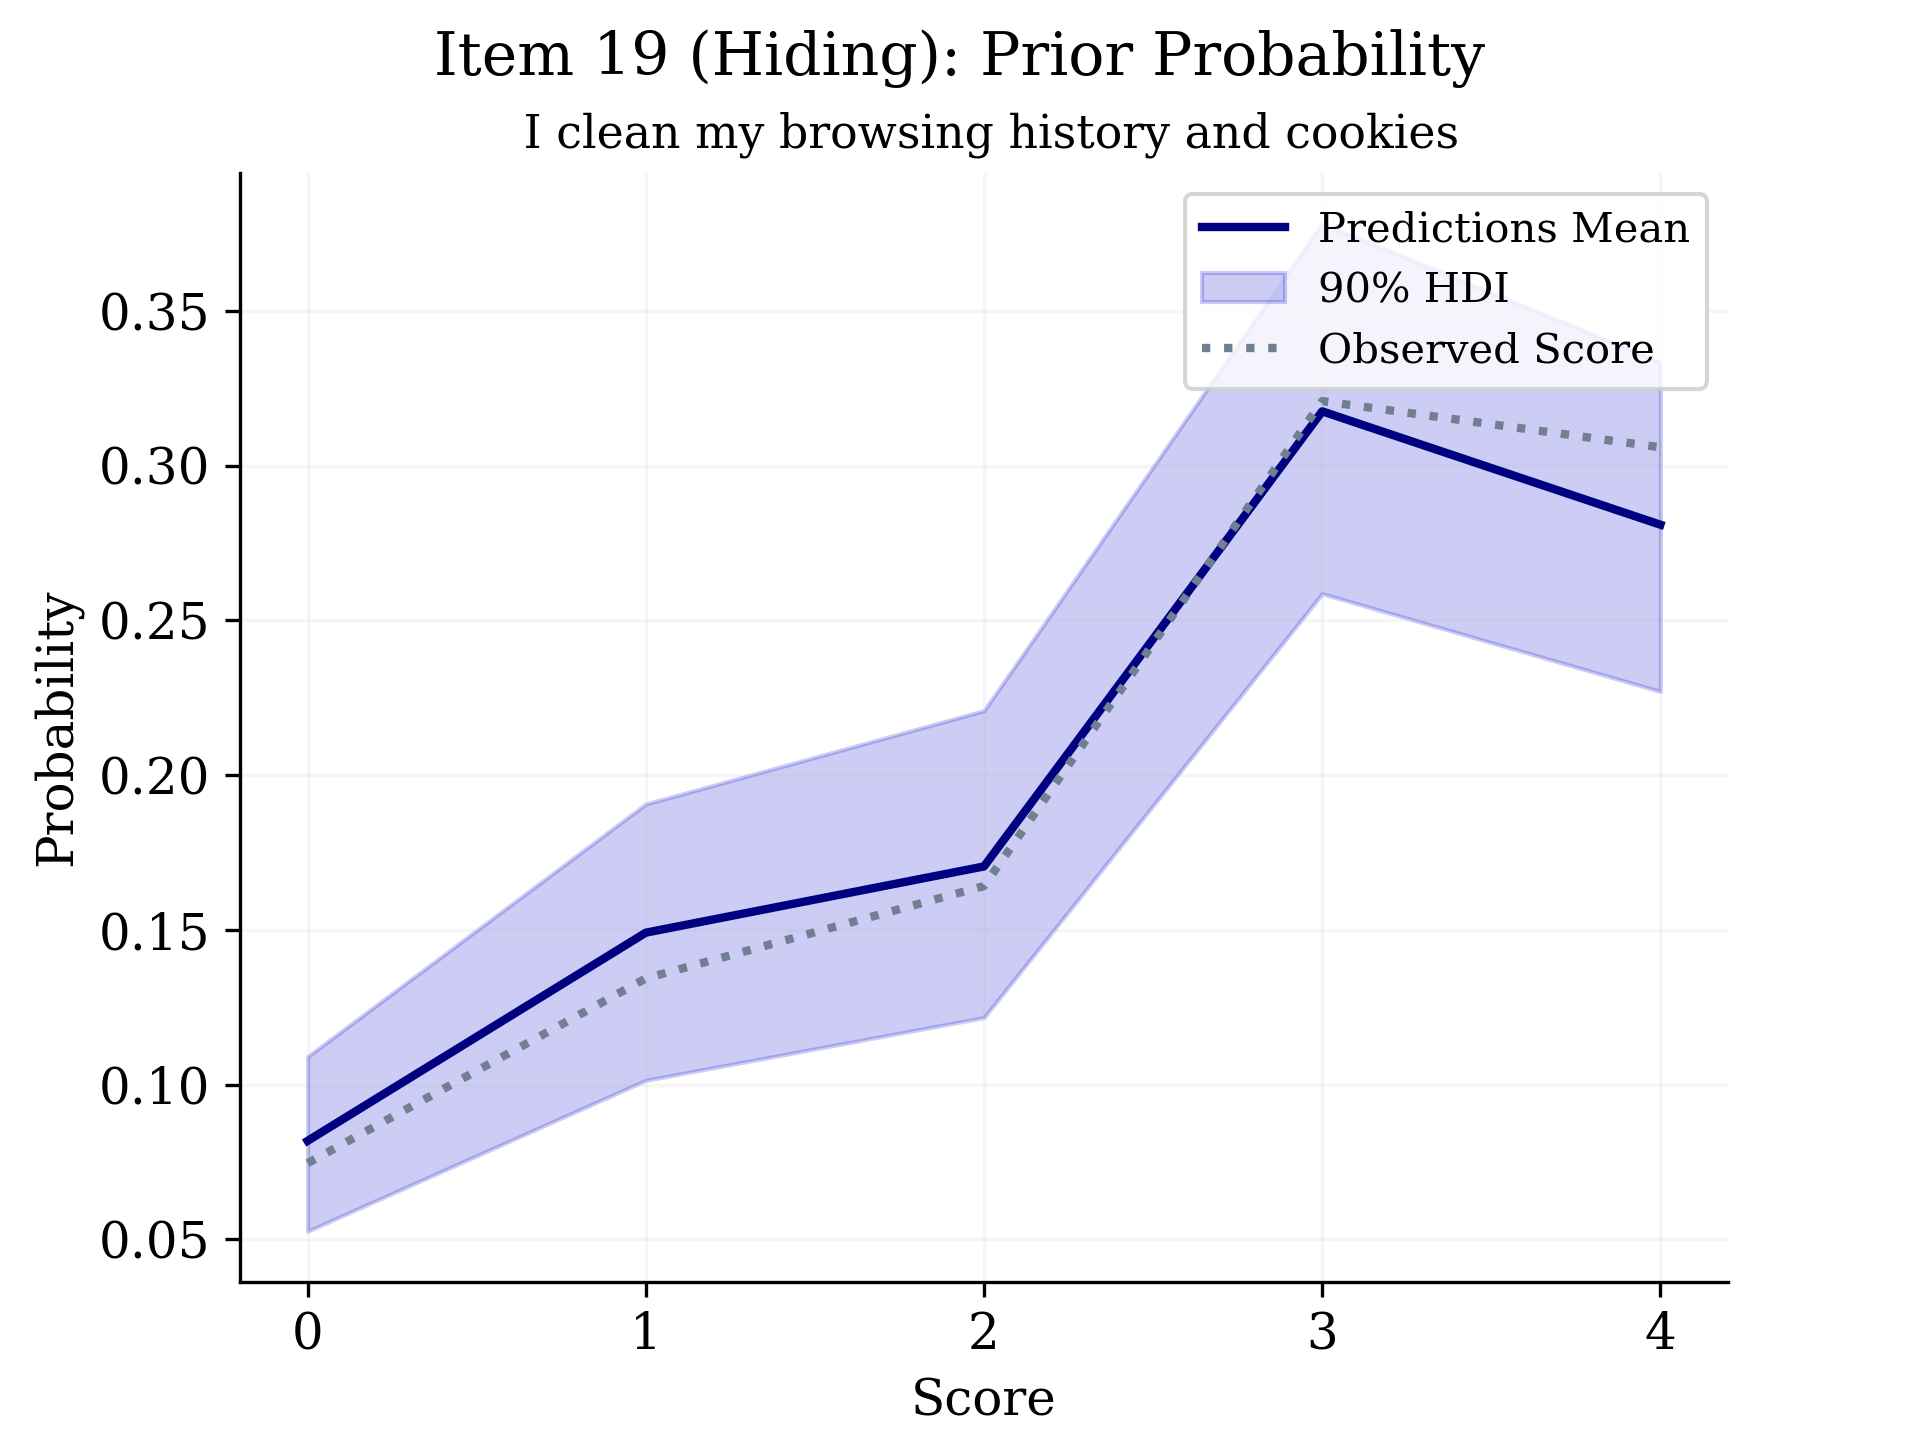 Item 19 (Hiding): Prior Probability
I clean my browsing history and cookies
Predictions Mean
90% HDI
Observed Score
Probability
0.35
0.30
0.25
0.20
0.15
0.10
0.05
0 1 2 3 4
Score